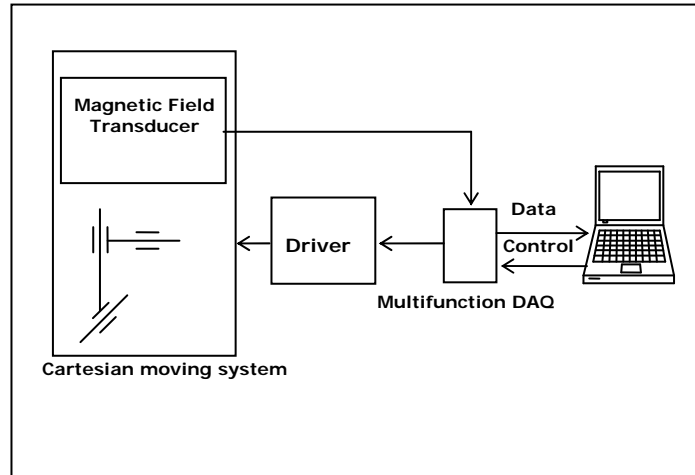 Magnetic Field
Transducer
Driver
Data
Control
Multifunction DAQ
Cartesian moving system